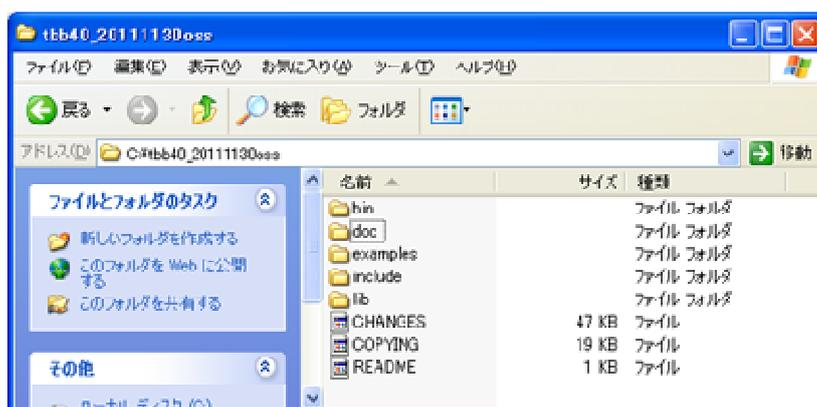 tbb40_20111130oss
ファイル(F) 編集(E) 表示(V) お気に入り(A) ツール(T) ヘルプ(H)
戻る 検索 フォルダ
アドレス(D) C:¥tbb40_20111130oss 移動
ファイルとフォルダのタスク
新しいフォルダを作成する
このフォルダを Web に公開
する
このフォルダを共有する
その他
ローカル ディスク (C:)
名前 サイズ 種類
bin ファイル フォルダ
doc ファイル フォルダ
examples ファイル フォルダ
include ファイル フォルダ
lib ファイル フォルダ
CHANGES 47 KB ファイル
COPYING 19 KB ファイル
README 1 KB ファイル